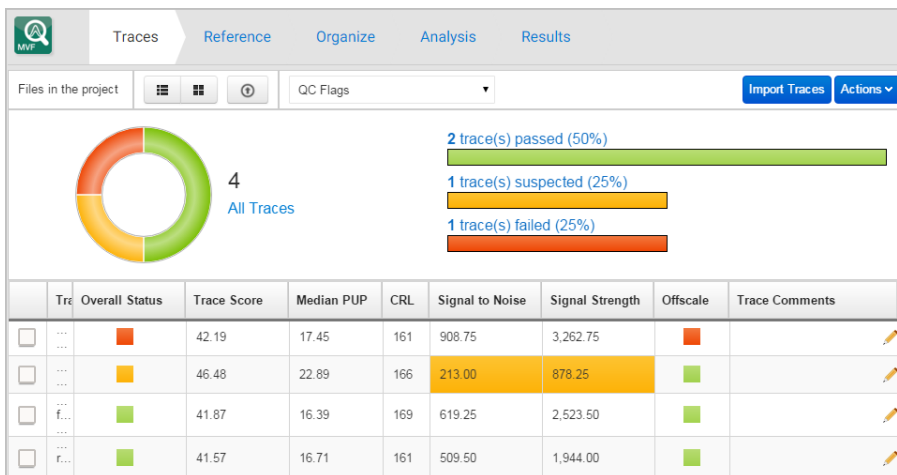 MVF
Traces Reference Organize Analysis Results
Files in the project QC Flags Import Traces Actions
2 trace(s) passed (50%)
4
All Traces
1 trace(s) suspected (25%)
1 trace(s) failed (25%)
Tra Overall Status Trace Score Median PUP CRL Signal to Noise Signal Strength Offscale Trace Comments
... 42.19 17.45 161 908.75 3,262.75
...
... 46.48 22.89 166 213.00 878.25
...
...
f... 41.87 16.39 169 619.25 2,523.50
...
...
r... 41.57 16.71 161 509.50 1,944.00